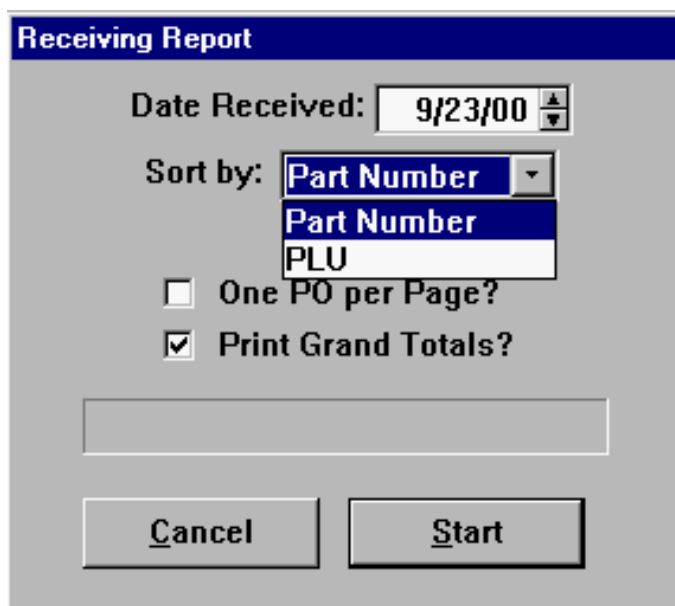 Receiving Report
Date Received: 9/23/00
Sort by: Part Number
Part Number
PLU
One PO per Page?
Print Grand Totals?
Cancel Start